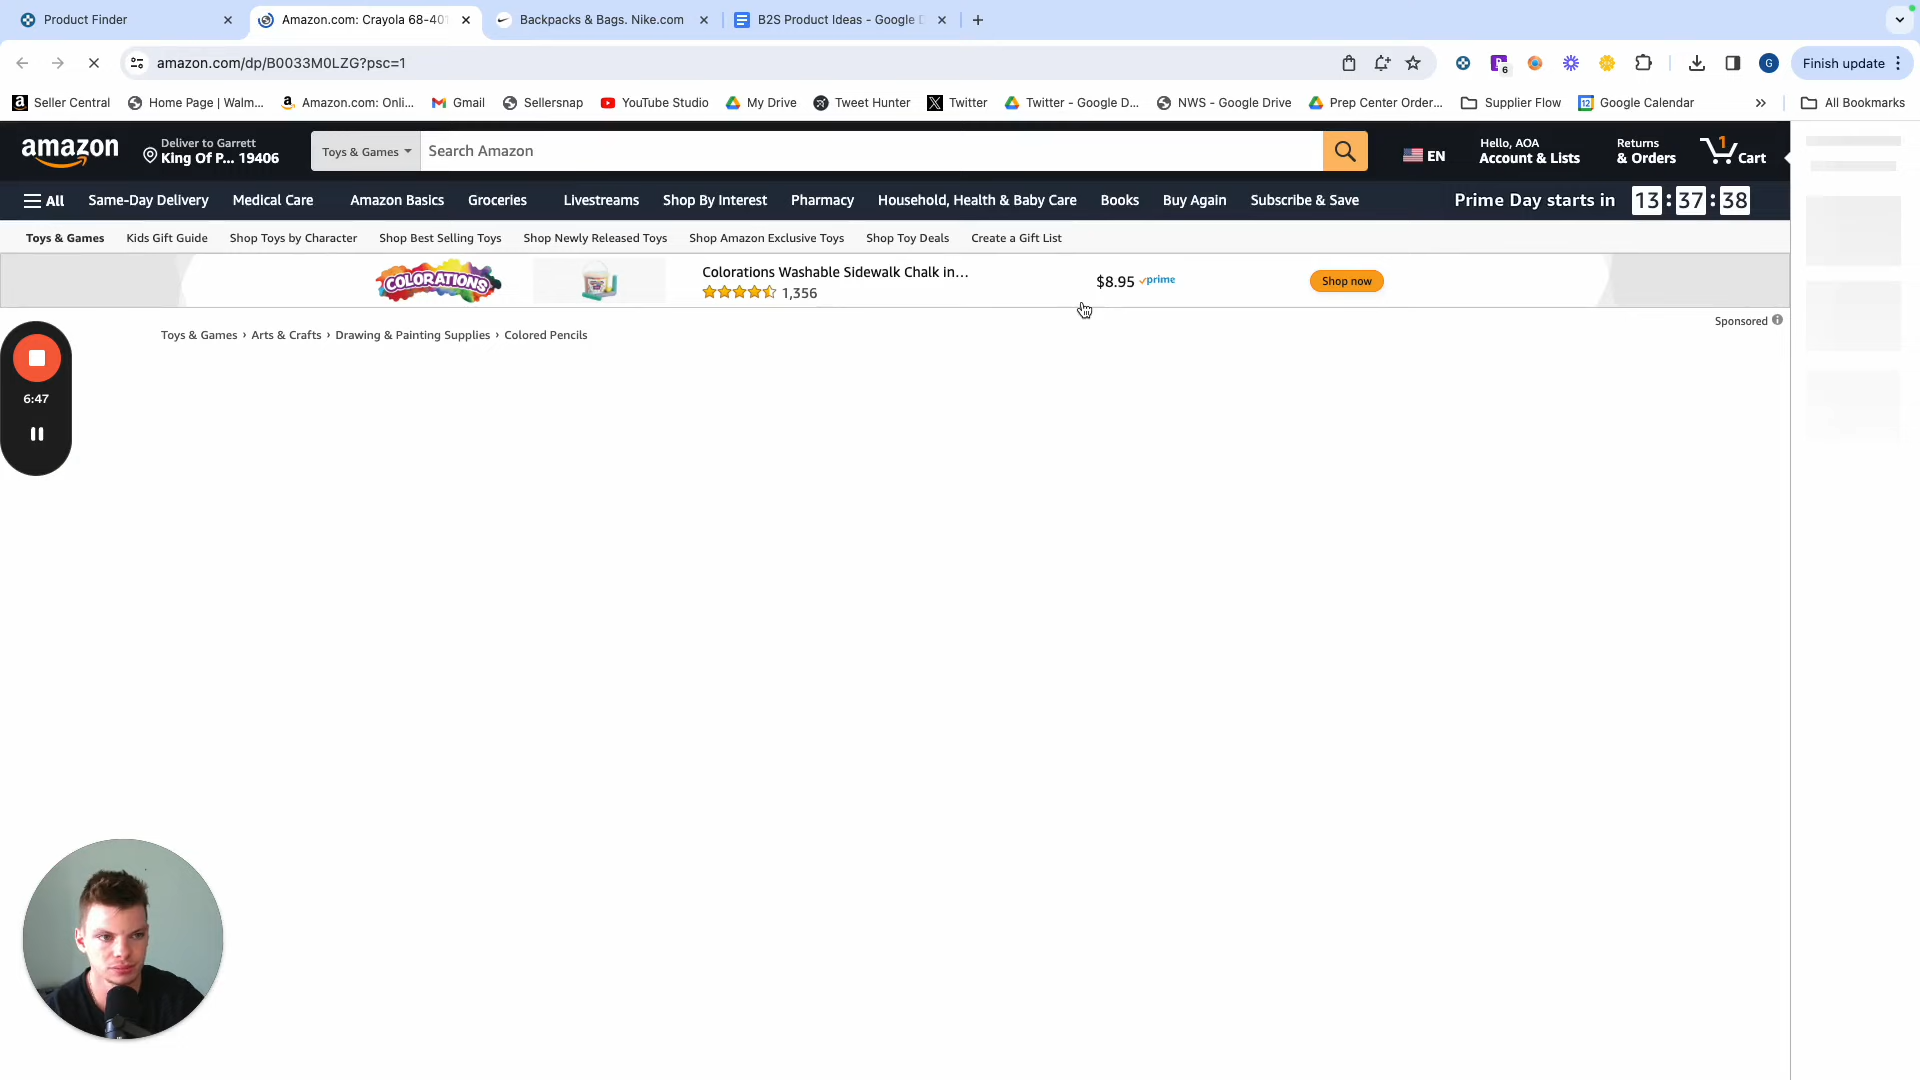 Product Finder
Amazon.com: Crayola 68-401
Backpacks & Bags. Nike.com
B2S Product Ideas - Google D
amazon.com/dp/B0033M0LZG?psc=1
6
G
Finish update
Seller Central
Home Page | Walm...
Amazon.com: Onli...
Gmail
Sellersnap
YouTube Studio
My Drive
Tweet Hunter
Twitter
Twitter - Google D...
NWS - Google Drive
Prep Center Order...
Supplier Flow
Google Calendar
»
All Bookmarks
amazon
Deliver to Garrett
King Of P... 19406
Toys & Games
Search Amazon
EN
Hello, AOA
Account & Lists
Returns
& Orders
1
Cart
All
Same-Day Delivery
Medical Care
Amazon Basics
Groceries
Livestreams
Shop By Interest
Pharmacy
Household, Health & Baby Care
Books
Buy Again
Subscribe & Save
Prime Day starts in 13 : 37 : 38
Toys & Games
Kids Gift Guide
Shop Toys by Character
Shop Best Selling Toys
Shop Newly Released Toys
Shop Amazon Exclusive Toys
Shop Toy Deals
Create a Gift List
COLORATIONS
Colorations Washable Sidewalk Chalk in...
1,356
$8.95 prime
Shop now
Sponsored
Toys & Games › Arts & Crafts › Drawing & Painting Supplies › Colored Pencils
6:47